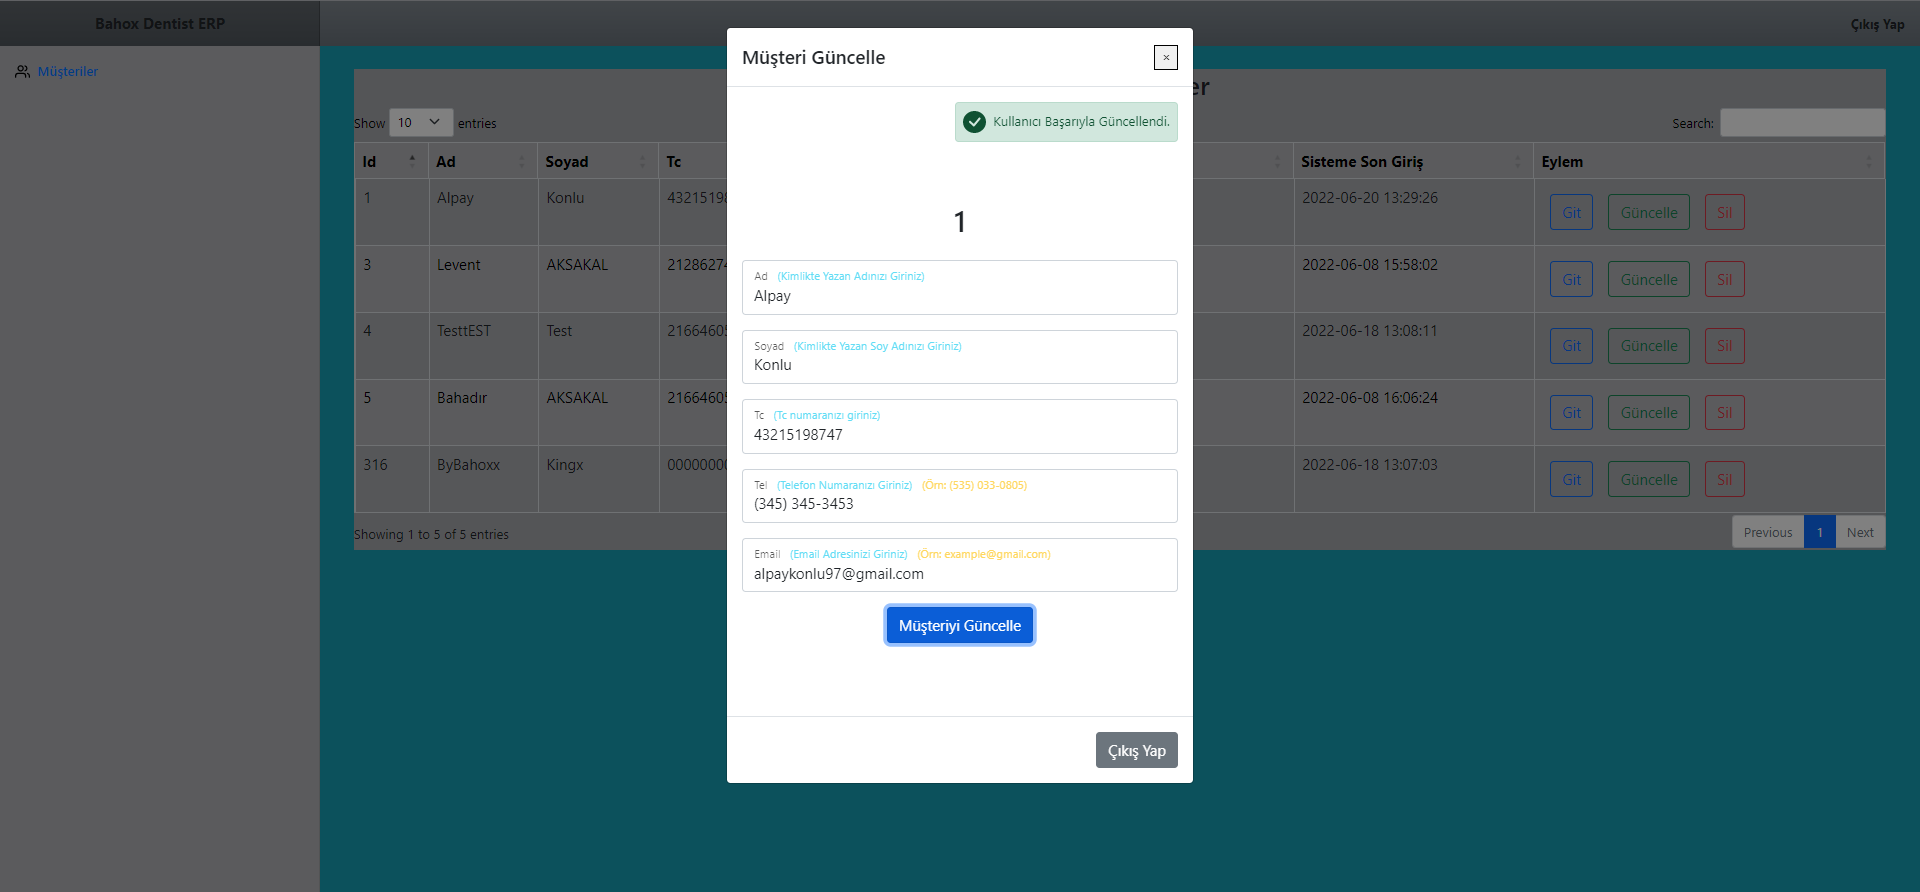 Bahox Dentist ERP
Çıkış Yap
Müşteriler
Show 10 entries
Search:
Id Ad Soyad Tc Sisteme Son Giriş Eylem
1 Alpay Konlu 2022-06-20 13:29:26 Git Güncelle Sil
3 Levent AKSAKAL 2022-06-08 15:58:02 Git Güncelle Sil
4 TesttEST Test 2022-06-18 13:08:11 Git Güncelle Sil
5 Bahadır AKSAKAL 2022-06-08 16:06:24 Git Güncelle Sil
316 ByBahoxx Kingx 2022-06-18 13:07:03 Git Güncelle Sil
Showing 1 to 5 of 5 entries
Previous 1 Next
Müşteri Güncelle
×
Kullanıcı Başarıyla Güncellendi.
1
Ad (Kimlikte Yazan Adınızı Giriniz)
Alpay
Soyad (Kimlikte Yazan Soy Adınızı Giriniz)
Konlu
Tc (Tc numaranızı giriniz)
43215198747
Tel (Telefon Numaranızı Giriniz) (Örn: (535) 033-0805)
(345) 345-3453
Email (Email Adresinizi Giriniz) (Örn: example@gmail.com)
alpaykonlu97@gmail.com
Müşteriyi Güncelle
Çıkış Yap